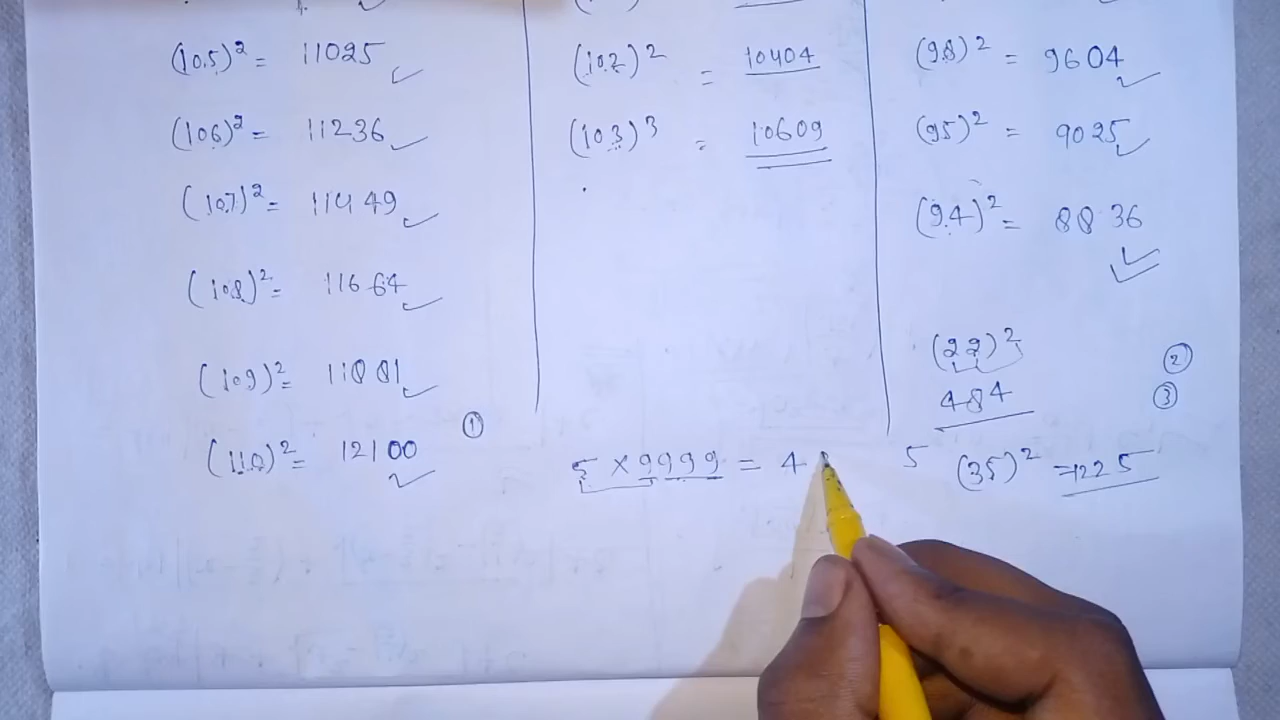 (105)² = 11025
(106)² = 11236
(107)² = 11449
(108)² = 11664
(109)² = 11881
(110)² = 12100
①
(102)² = 10404
(103)³ = 10609
5 × 9999 = 4
5
(98)² = 9604
(95)² = 9025
(94)² = 8836
(22)²
484
②
③
(35)² = 1225